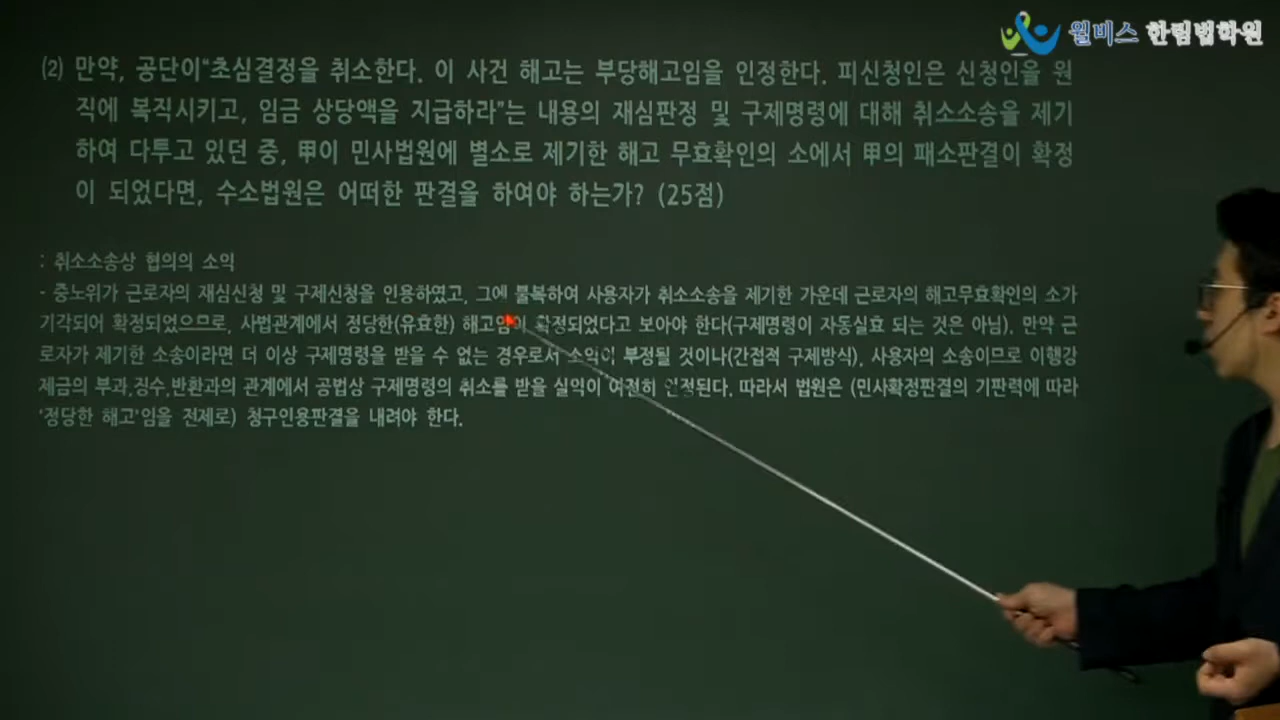 윌비스 한림법학원
(2) 만약, 공단이"초심결정을 취소한다. 이 사건 해고는 부당해고임을 인정한다. 피신청인은 신청인을 원
직에 복직시키고, 임금 상당액을 지급하라"는 내용의 재심판정 및 구제명령에 대해 취소소송을 제기
하여 다투고 있던 중, 甲이 민사법원에 별소로 제기한 해고 무효확인의 소에서 甲의 패소판결이 확정
이 되었다면, 수소법원은 어떠한 판결을 하여야 하는가? (25점)
: 취소소송상 협의의 소익
- 중노위가 근로자의 재심신청 및 구제신청을 인용하였고, 그에 불복하여 사용자가 취소소송을 제기한 가운데 근로자의 해고무효확인의 소가
기각되어 확정되었으므로, 사법관계에서 정당한(유효한) 해고임이 확정되었다고 보아야 한다(구제명령이 자동실효 되는 것은 아님). 만약 근
로자가 제기한 소송이라면 더 이상 구제명령을 받을 수 없는 경우로서 소익이 부정될 것이나(간접적 구제방식), 사용자의 소송이므로 이행강
제금의 부과,징수,반환과의 관계에서 공법상 구제명령의 취소를 받을 실익이 여전히 인정된다. 따라서 법원은 (민사확정판결의 기판력에 따라
'정당한 해고'임을 전제로) 청구인용판결을 내려야 한다.